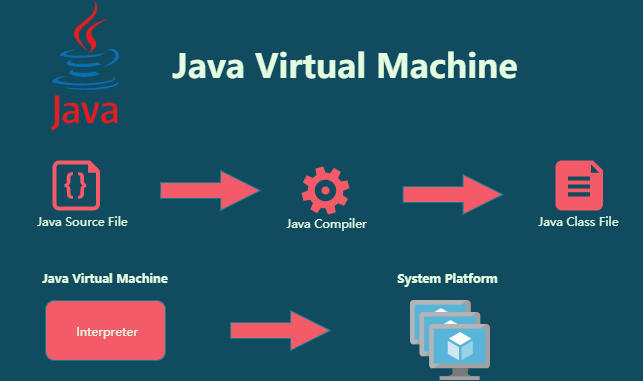 Java
Java Virtual Machine
{}
Java Source File
Java Compiler
Java Class File
Java Virtual Machine
System Platform
Interpreter